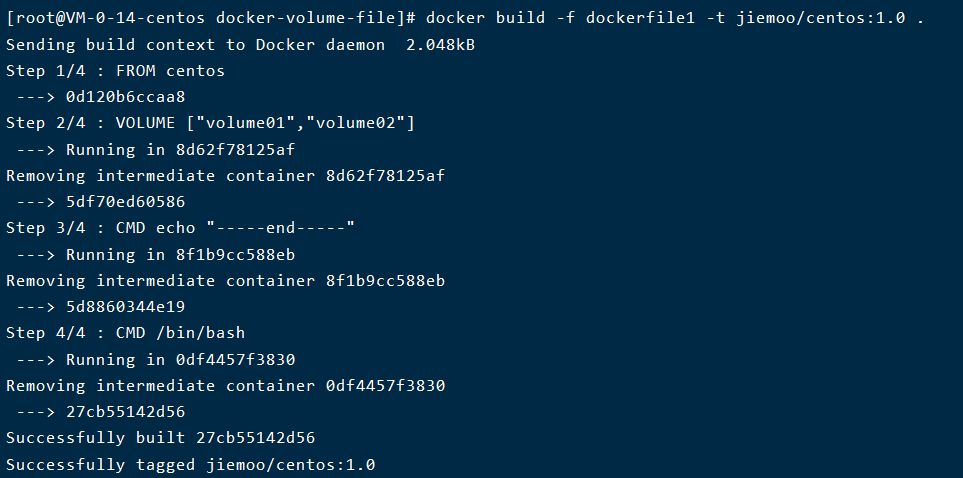 [root@VM-0-14-centos docker-volume-file]# docker build -f dockerfile1 -t jiemoo/centos:1.0 .
Sending build context to Docker daemon  2.048kB
Step 1/4 : FROM centos
 ---> 0d120b6ccaa8
Step 2/4 : VOLUME ["volume01","volume02"]
 ---> Running in 8d62f78125af
Removing intermediate container 8d62f78125af
 ---> 5df70ed60586
Step 3/4 : CMD echo "-----end-----"
 ---> Running in 8f1b9cc588eb
Removing intermediate container 8f1b9cc588eb
 ---> 5d8860344e19
Step 4/4 : CMD /bin/bash
 ---> Running in 0df4457f3830
Removing intermediate container 0df4457f3830
 ---> 27cb55142d56
Successfully built 27cb55142d56
Successfully tagged jiemoo/centos:1.0